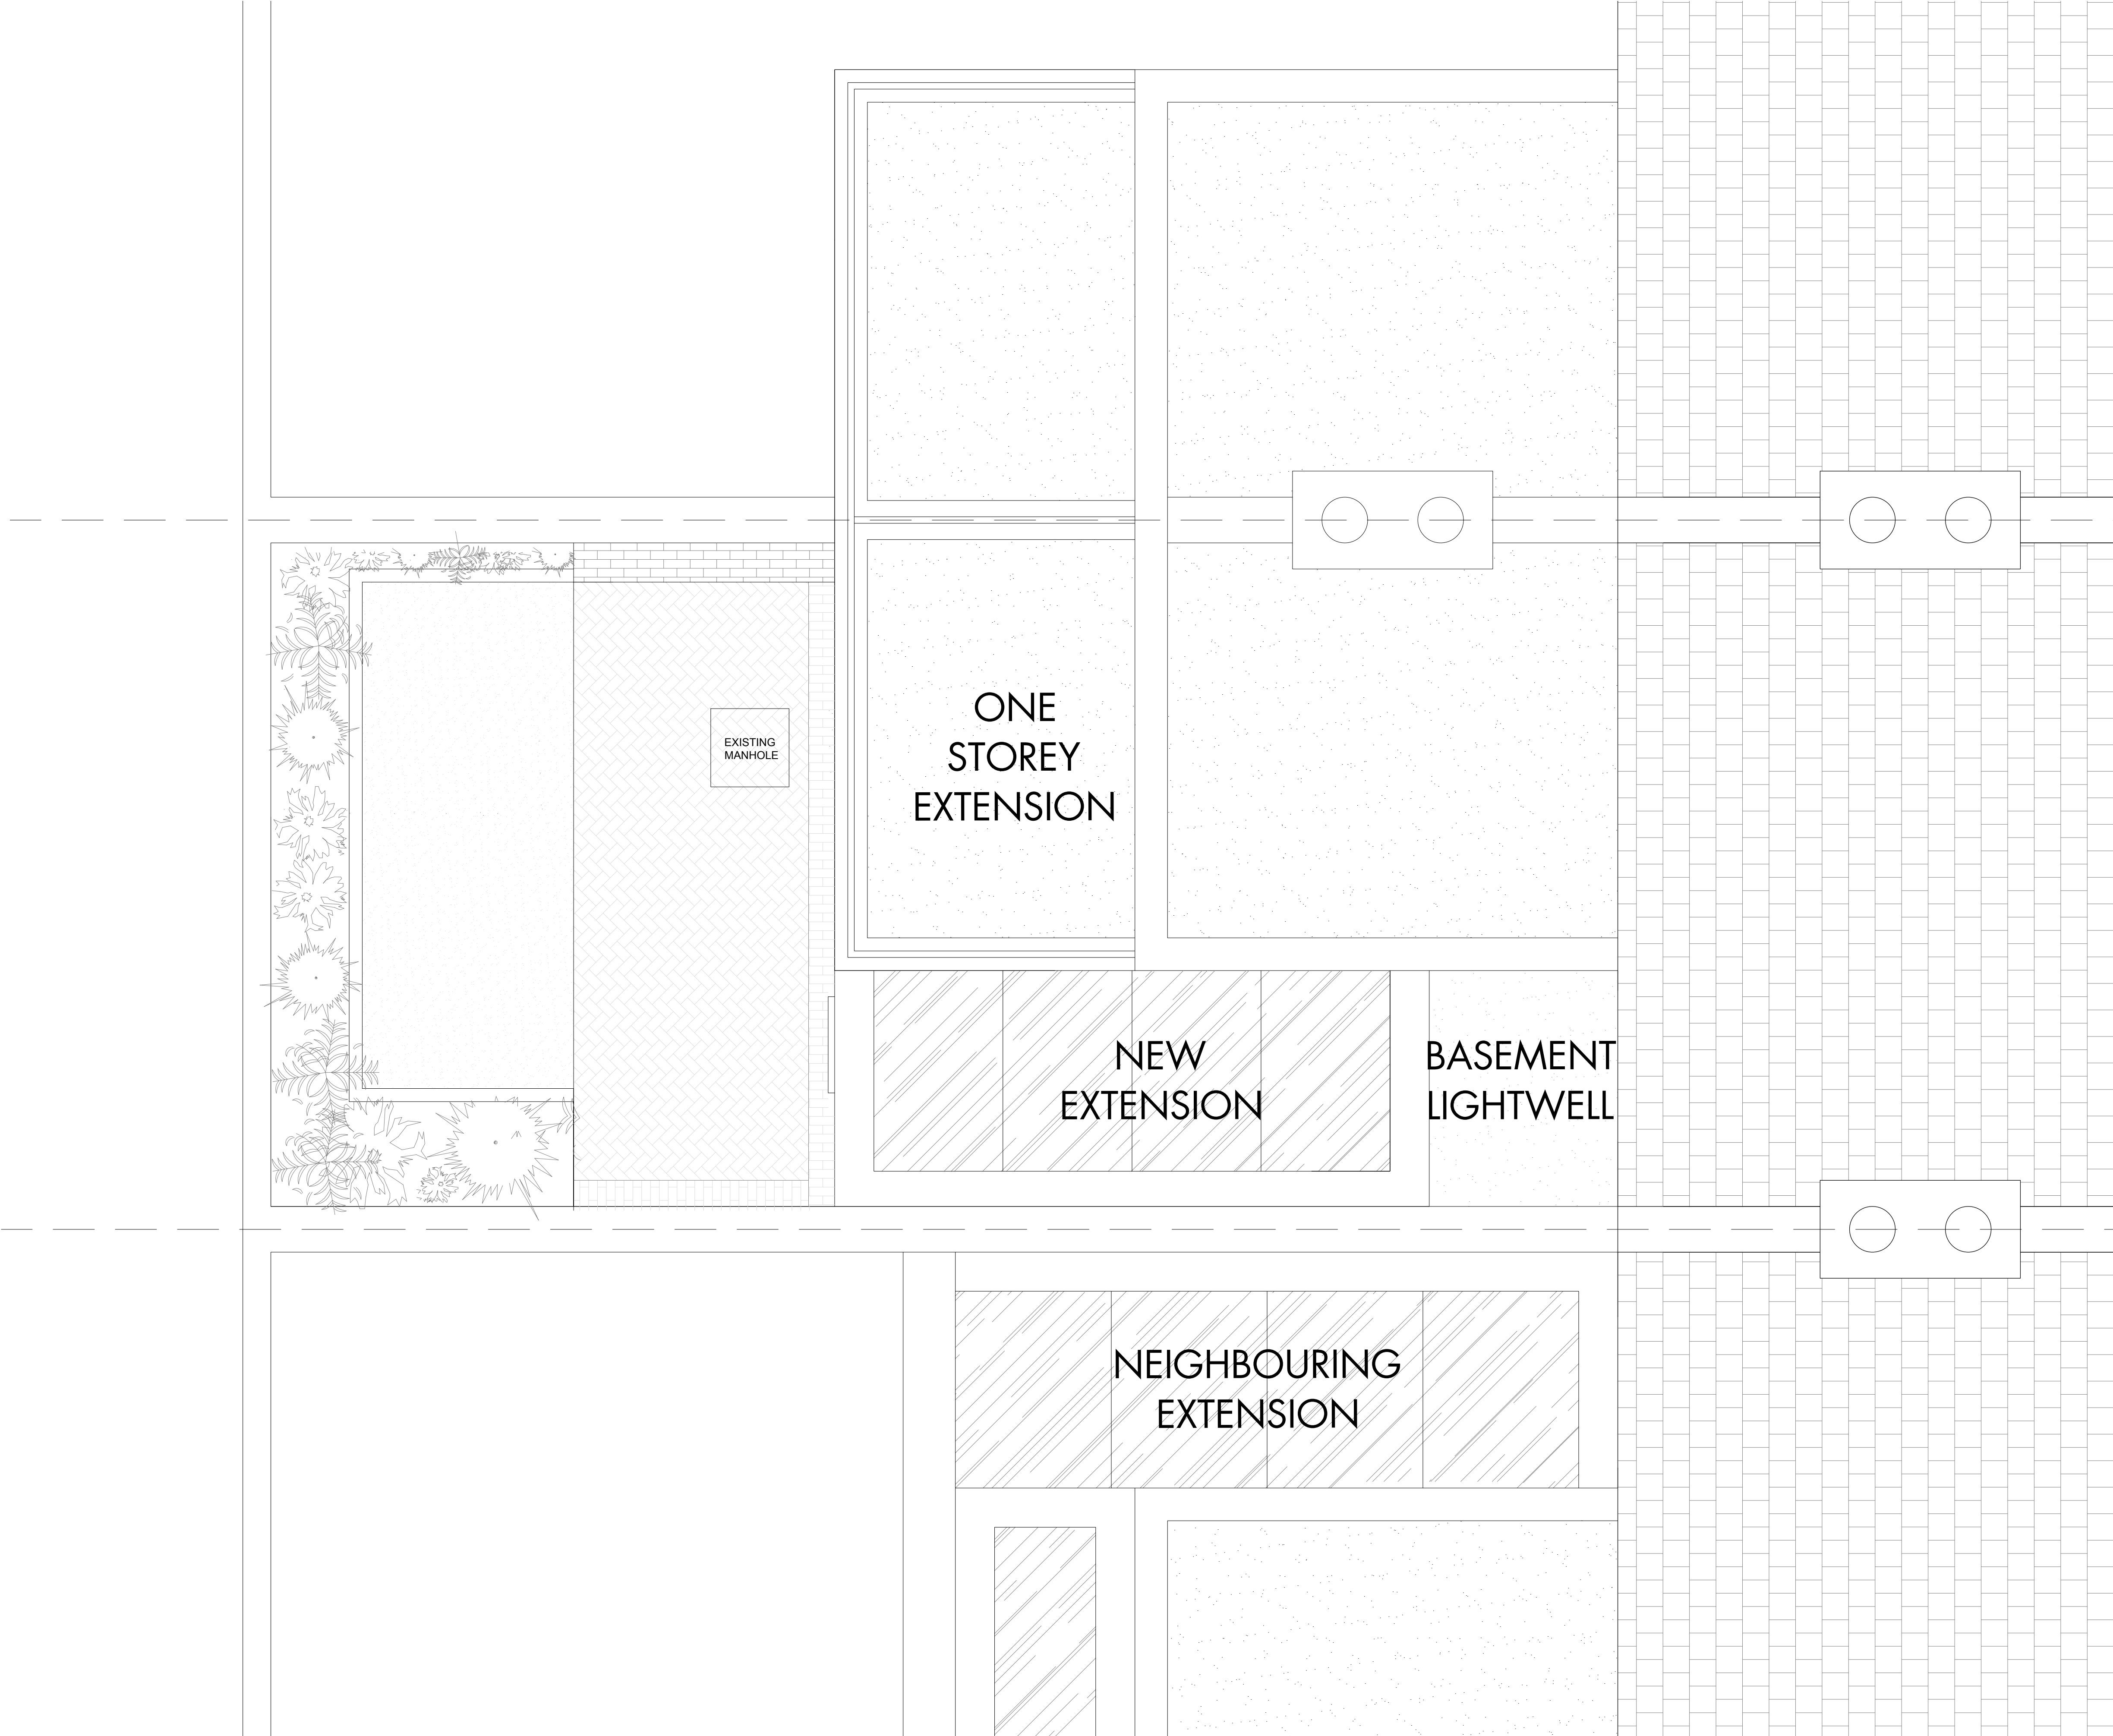 ONE
STOREY
EXTENSION
EXISTING
MANHOLE
NEW
EXTENSION
BASEMENT
LIGHTWELL
NEIGHBOURING
EXTENSION